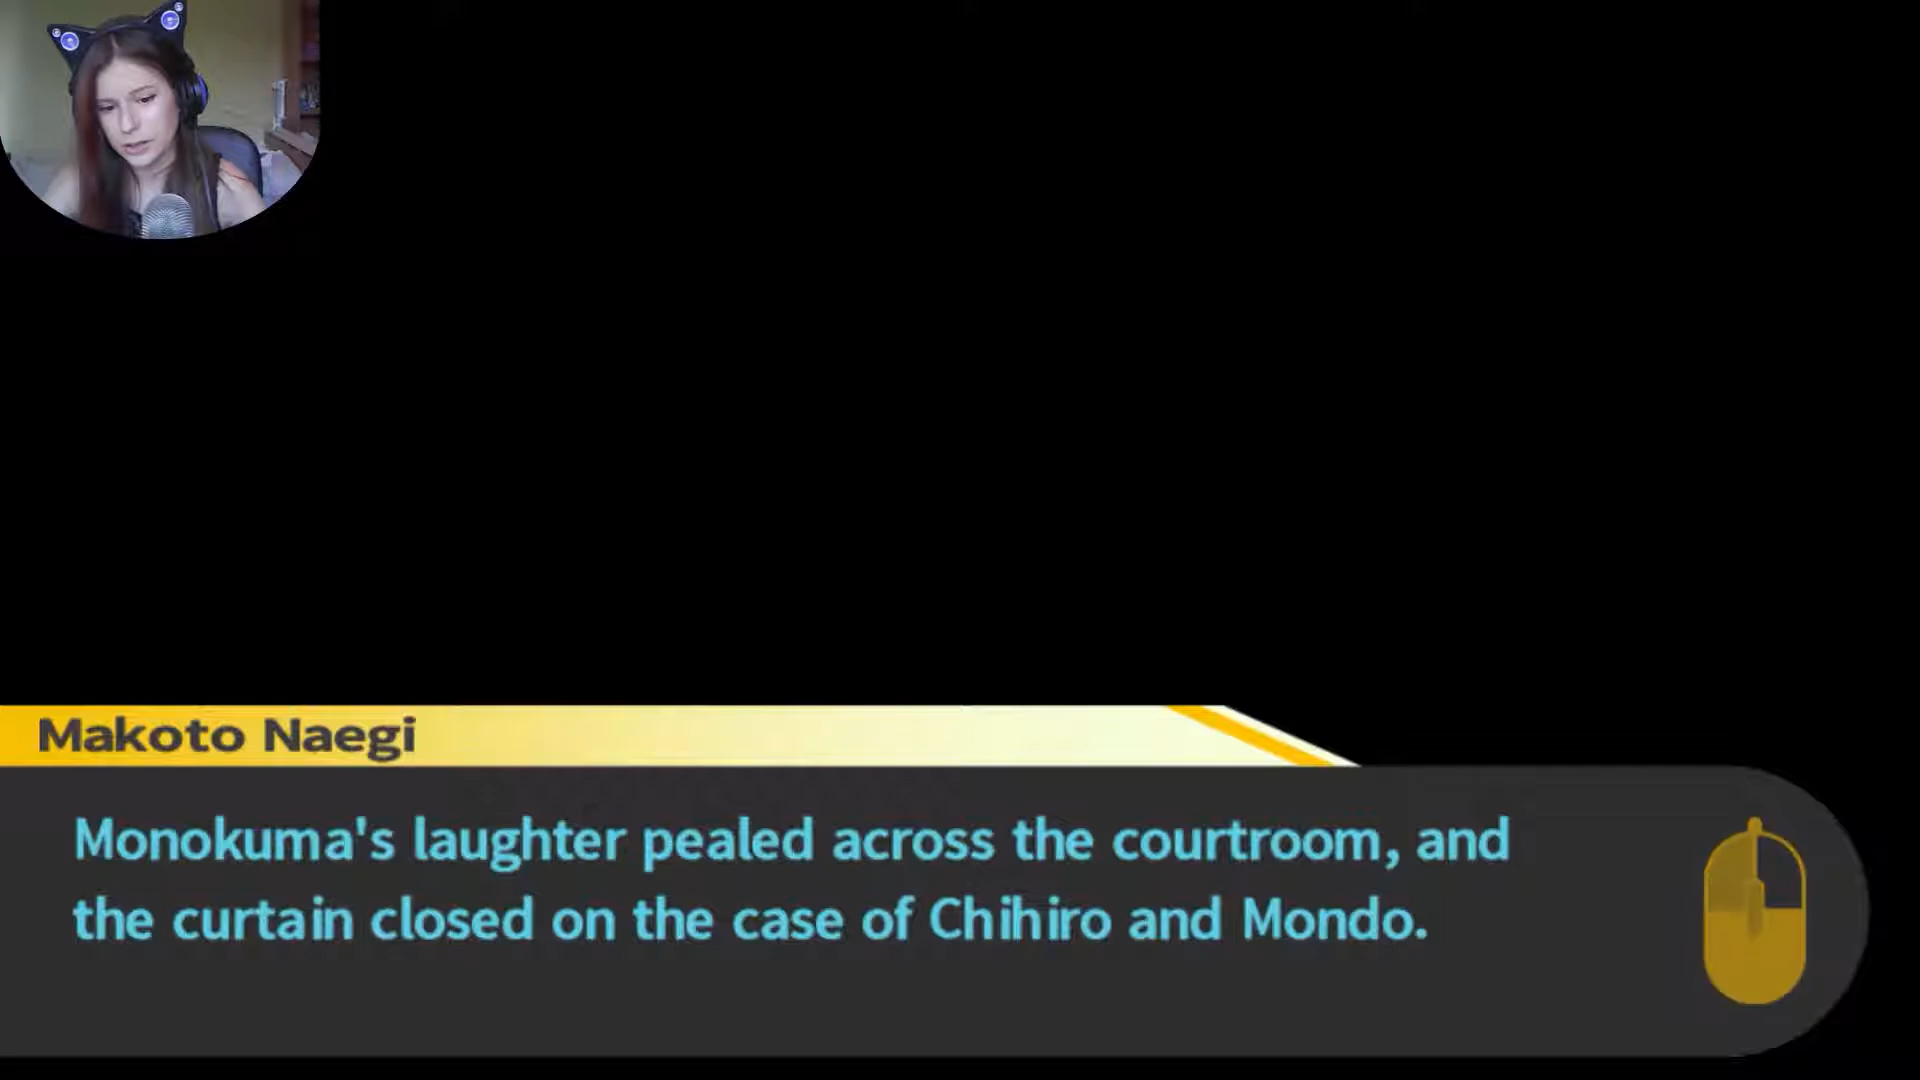 Makoto Naegi
Monokuma's laughter pealed across the courtroom, and
the curtain closed on the case of Chihiro and Mondo.